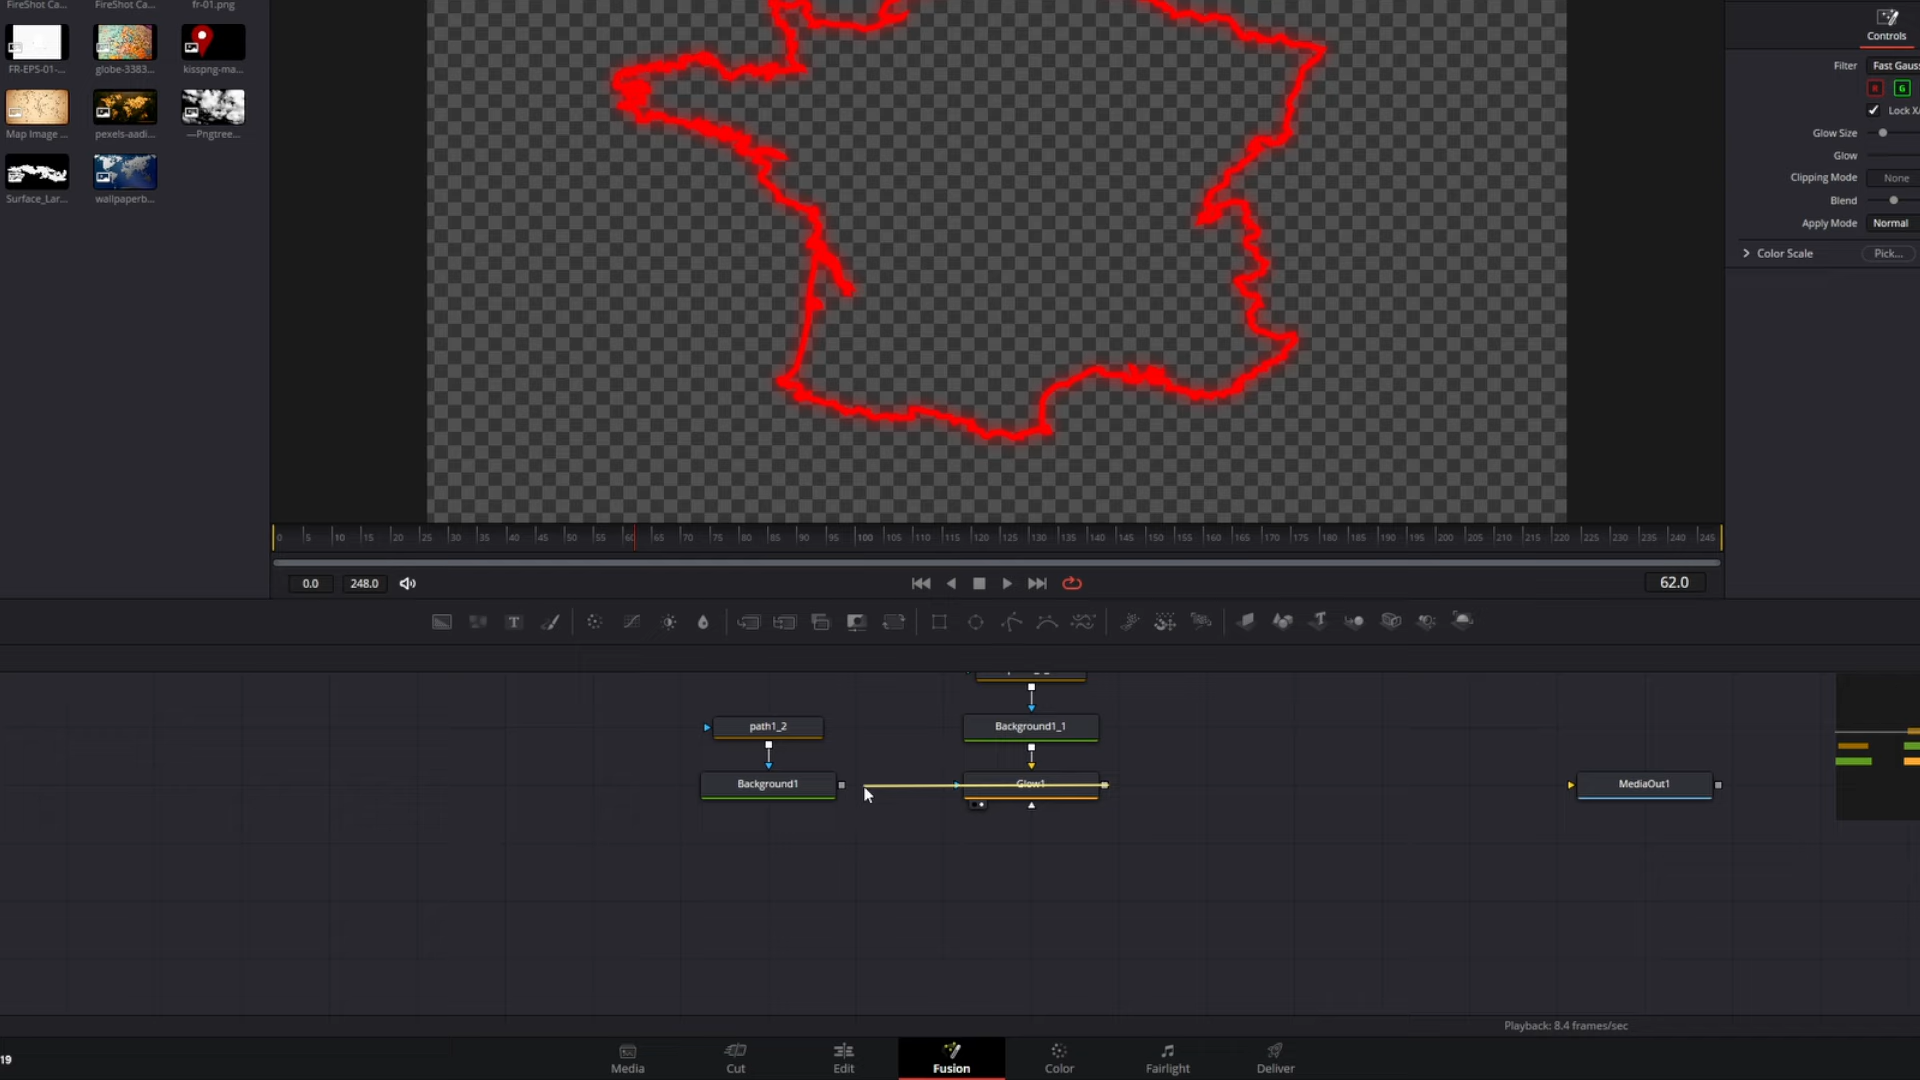 FireShot Ca...
FireShot Ca...
fr-01.png
FR-EPS-01-...
globe-3383...
kisspng-ma...
Map Image ...
pexels-aadi...
—Pngtree...
Surface_Lar...
wallpaperb...
Controls
Filter
Fast Gauss
R
G
Lock X/
Glow Size
Glow
Clipping Mode
None
Blend
Apply Mode
Normal
Color Scale
Pick...
0 5 10 15 20 25 30 35 40 45 50 55 60 65 70 75 80 85 90 95 100 105 110 115 120 125 130 135 140 145 150 155 160 165 170 175 180 185 190 195 200 205 210 215 220 225 230 235 240 245
0.0
248.0
62.0
path1_2
Background1_1
Background1
Glow1
MediaOut1
Playback: 8.4 frames/sec
19
Media
Cut
Edit
Fusion
Color
Fairlight
Deliver